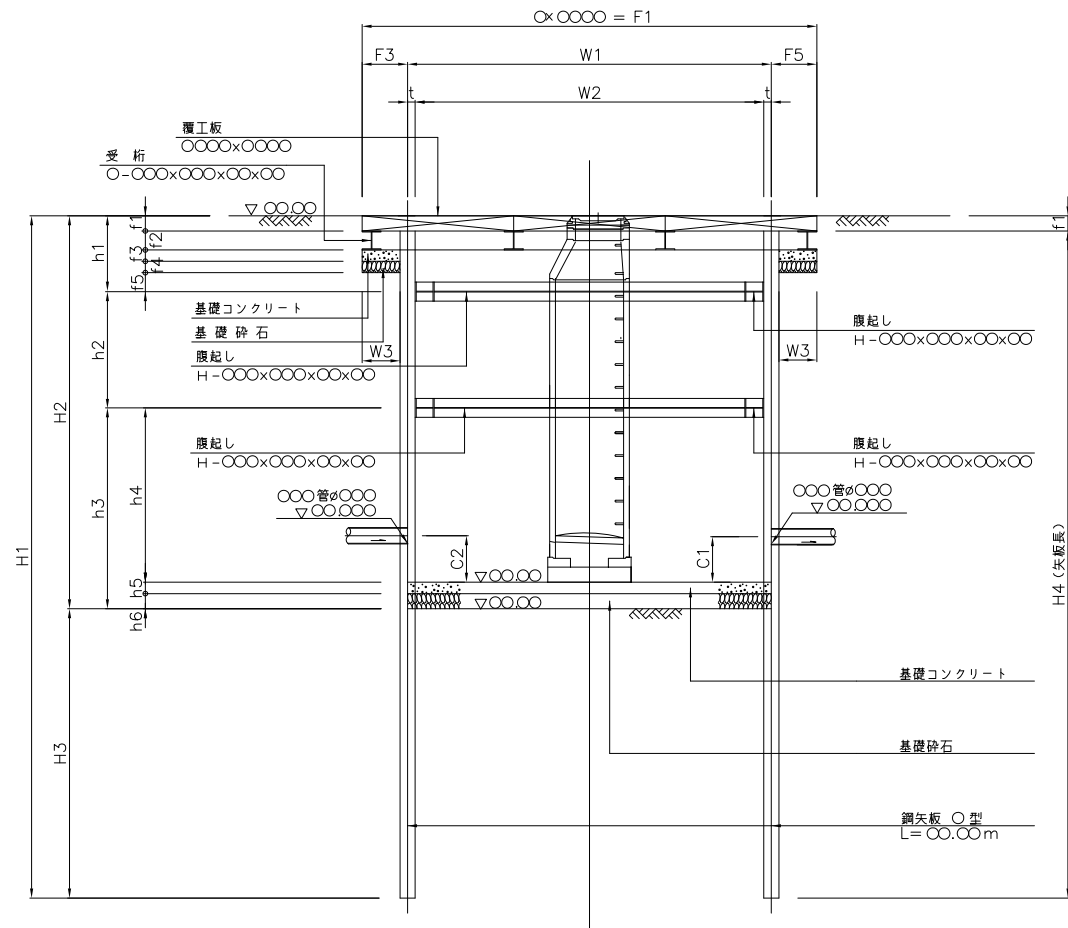 ○×○○○○ = F1
F3
W1
F5
t
W2
t
覆工板
○○○○×○○○○
受 桁
○-○○○×○○○×○○×○○
▽ ○○.○○
f1
f2
f3
f4
f5
h1
f1
基礎コンクリート
基 礎 砕 石
W3
腹起し
H-○○○×○○○×○○×○○
腹起し
H-○○○×○○○×○○×○○
W3
h2
H2
腹起し
H-○○○×○○○×○○×○○
腹起し
H-○○○×○○○×○○×○○
○○○管φ○○○
▽ ○○.○○○
○○○管φ○○○
▽ ○○.○○○
h4
h3
H1
C2
C1
H4 (矢板長)
▽○○.○○
h5
▽○○.○○
h6
基礎コンクリート
H3
基礎砕石
鋼矢板 ○ 型
L= ○○.○○ m